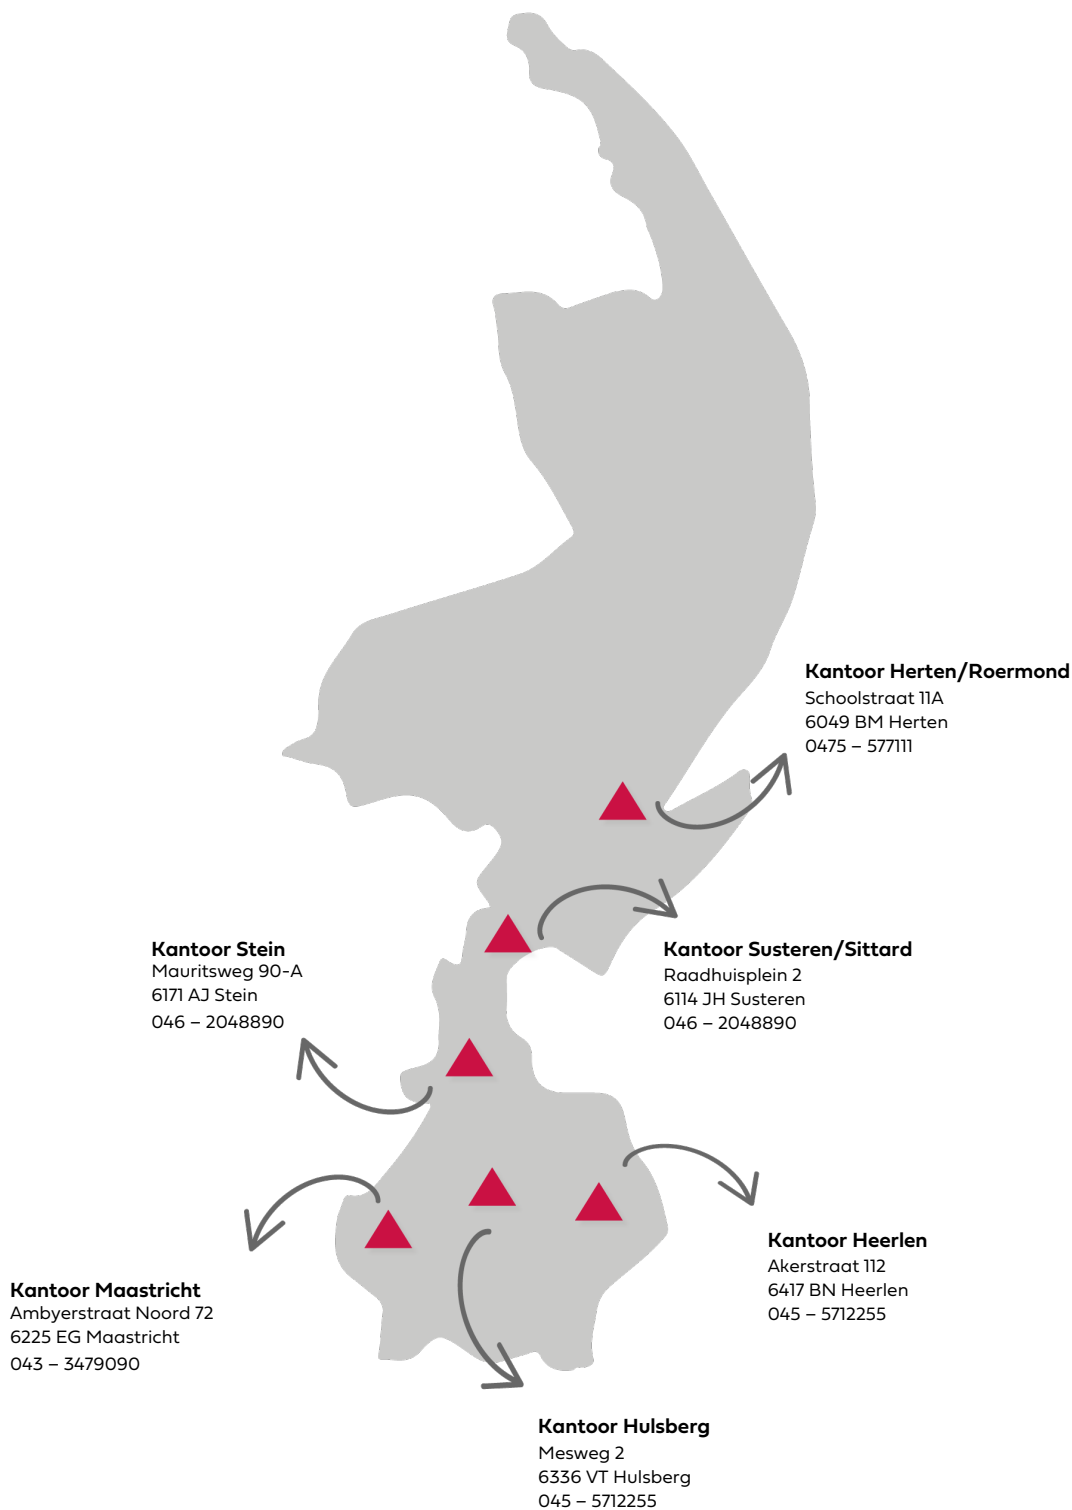 Kantoor Herten/Roermond
Schoolstraat 11A
6049 BM Herten
0475 – 577111
Kantoor Stein
Mauritsweg 90-A
6171 AJ Stein
046 – 2048890
Kantoor Susteren/Sittard
Raadhuisplein 2
6114 JH Susteren
046 – 2048890
Kantoor Heerlen
Akerstraat 112
6417 BN Heerlen
045 – 5712255
Kantoor Maastricht
Ambyerstraat Noord 72
6225 EG Maastricht
043 – 3479090
Kantoor Hulsberg
Mesweg 2
6336 VT Hulsberg
045 – 5712255